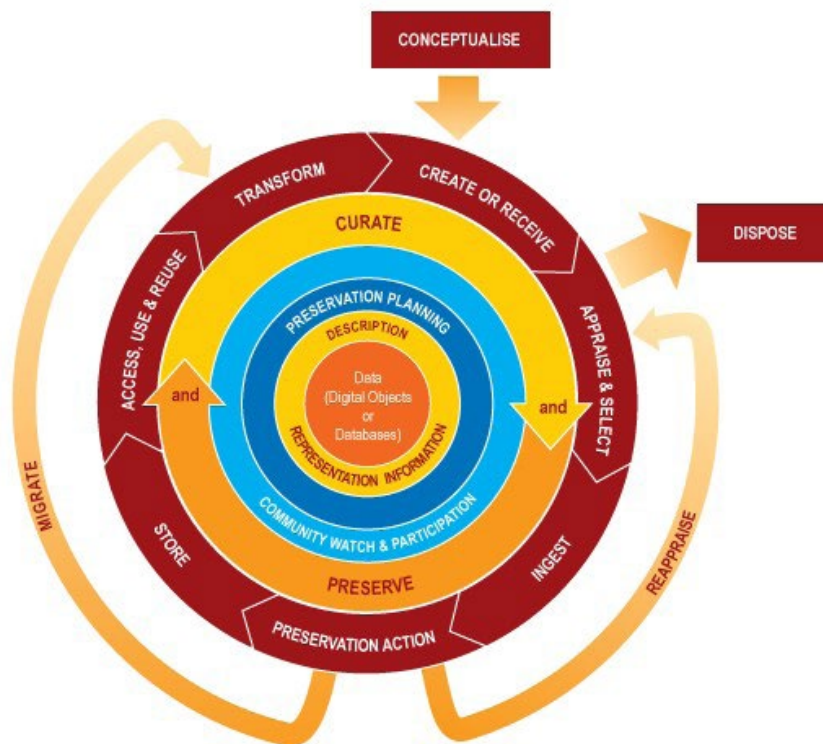 CONCEPTUALISE
TRANSFORM
CREATE OR RECEIVE
DISPOSE
CURATE
ACCESS, USE & REUSE
APPRAISE & SELECT
PRESERVATION PLANNING
DESCRIPTION
Data
(Digital Objects
or
Databases)
and
and
REPRESENTATION INFORMATION
COMMUNITY WATCH & PARTICIPATION
MIGRATE
STORE
INGEST
REAPPRAISE
PRESERVE
PRESERVATION ACTION